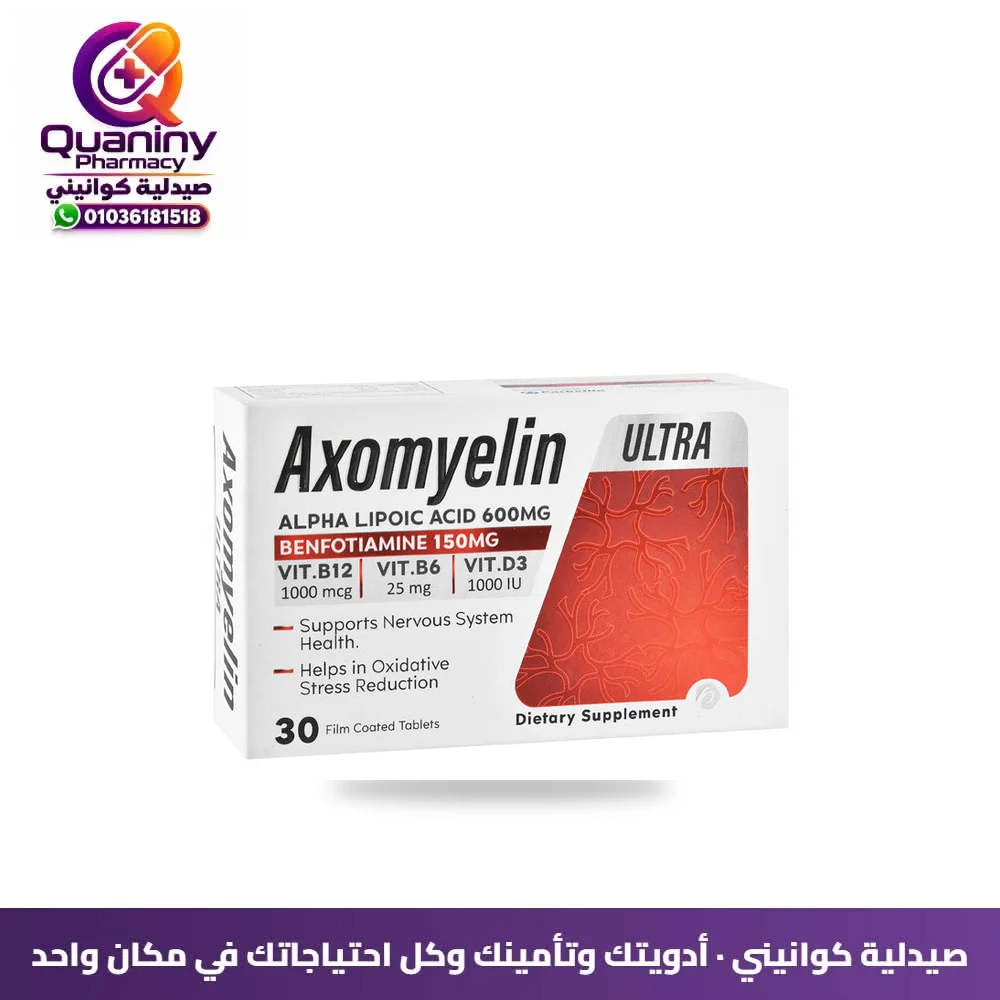 Quaniny
Pharmacy
صيدلية كوانيني
01036181518
Axomyelin
ULTRA
ALPHA LIPOIC ACID 600MG
BENFOTIAMINE 150MG
VIT.B12
1000 mcg
VIT.B6
25 mg
VIT.D3
1000 IU
Supports Nervous System
Health.
Helps in Oxidative
Stress Reduction
30 Film Coated Tablets
Dietary Supplement
Axomyelin
صيدلية كوانيني · أدويتك وتأمينك وكل احتياجاتك في مكان واحد